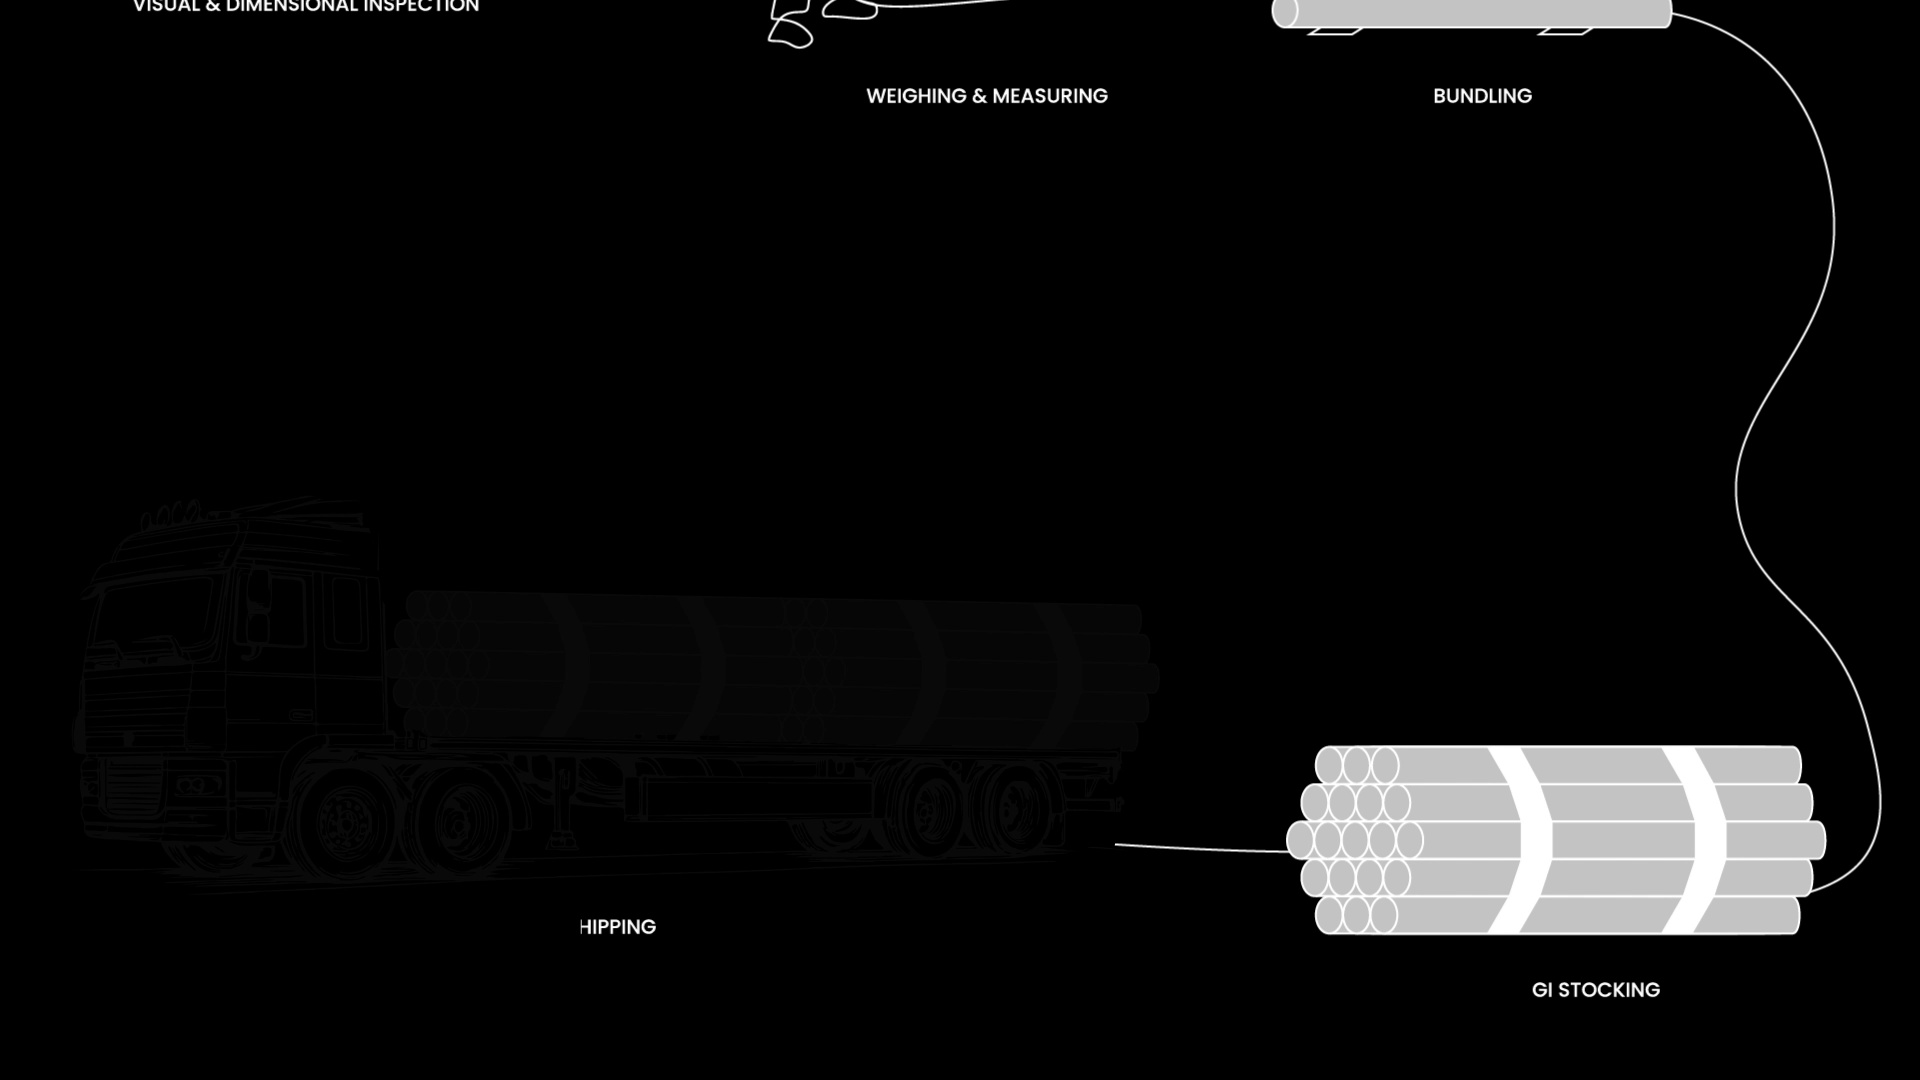 VISUAL & DIMENSIONAL INSPECTION
WEIGHING & MEASURING
BUNDLING
HIPPING
GI STOCKING